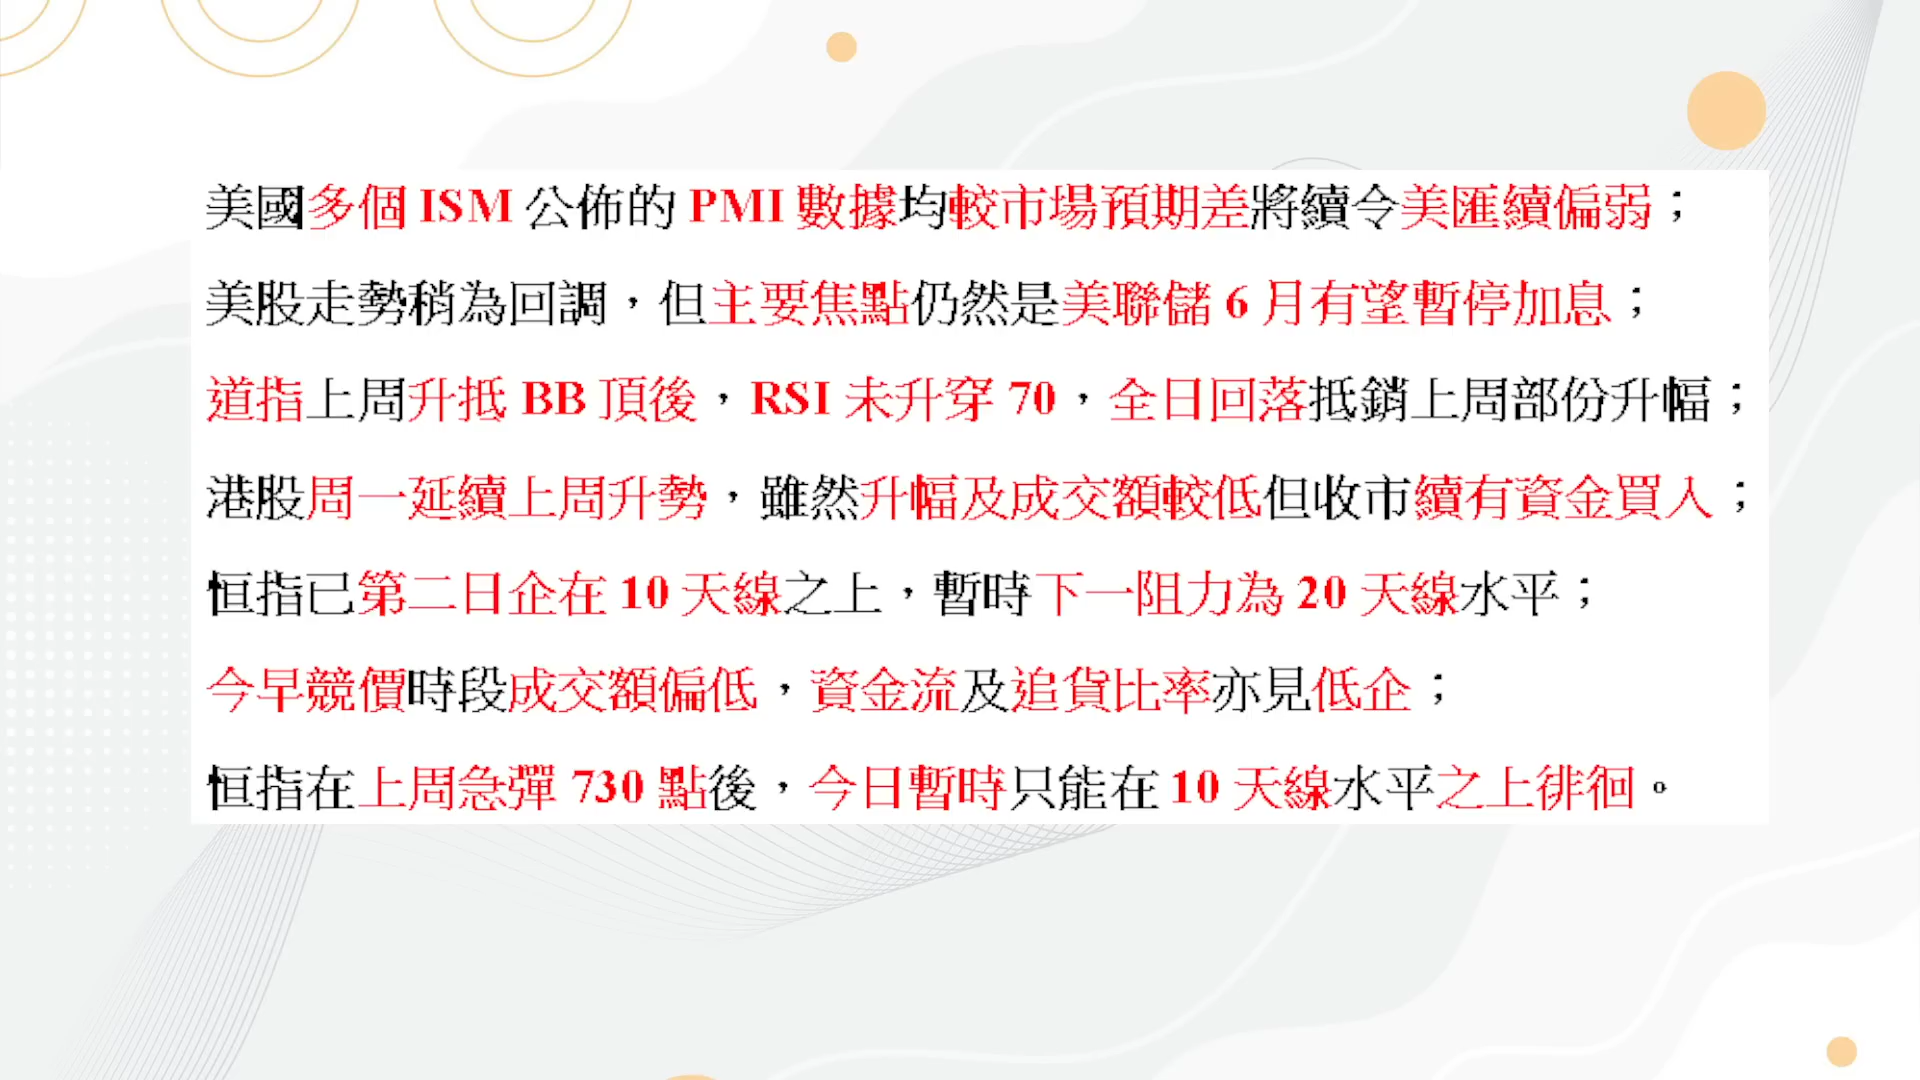 美國多個 ISM 公佈的 PMI 數據均較市場預期差將續令美匯續偏弱；
美股走勢稍為回調，但主要焦點仍然是美聯儲 6 月有望暫停加息；
道指上周升抵 BB 頂後，RSI 未升穿 70，全日回落抵銷上周部份升幅；
港股周一延續上周升勢，雖然升幅及成交額較低但收市續有資金買入；
恒指已第二日企在 10 天線之上，暫時下一阻力為 20 天線水平；
今早競價時段成交額偏低，資金流及追貨比率亦見低企；
恒指在上周急彈 730 點後，今日暫時只能在 10 天線水平之上徘徊。